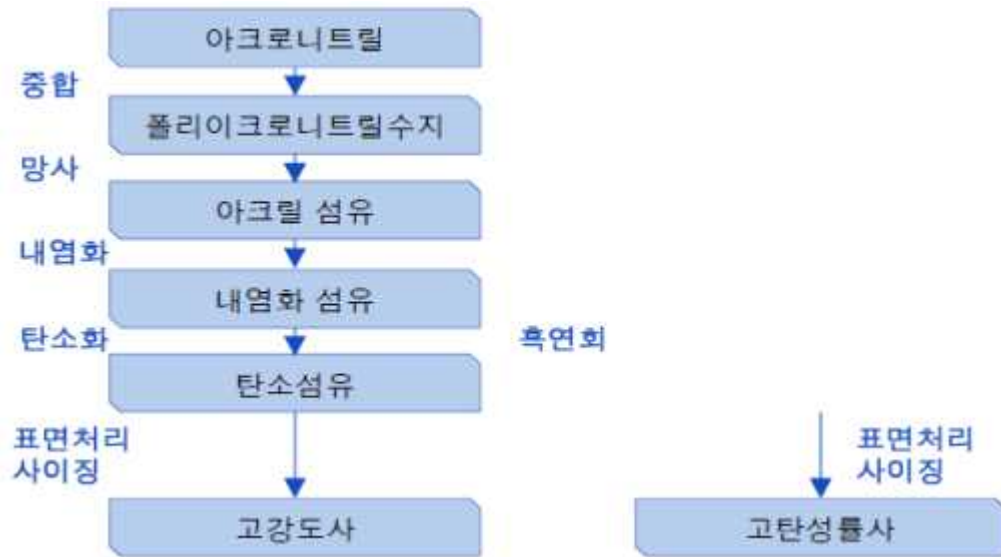 아크로니트릴
중합
폴리이크로니트릴수지
망사
아크릴 섬유
내염화
내염화 섬유
탄소화
흑연회
탄소섬유
표면처리
사이징
표면처리
사이징
고강도사
고탄성률사